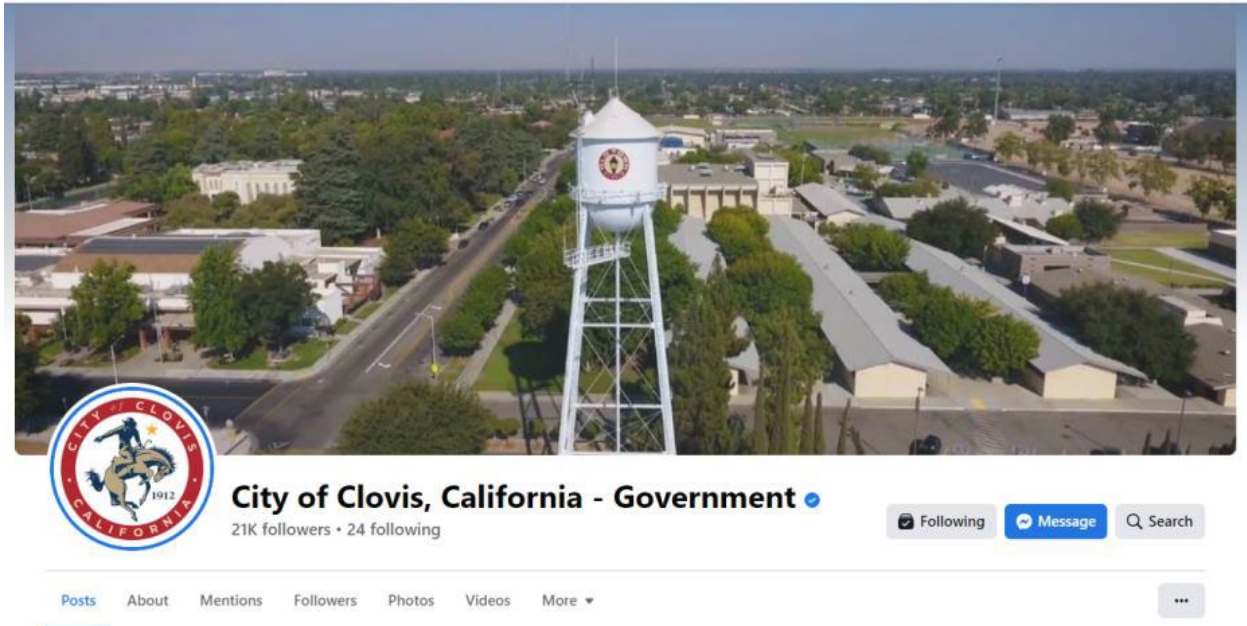 CITY of CLOVIS
1912
CALIFORNIA
City of Clovis, California - Government
21K followers • 24 following
Following
Message
Search
Posts
About
Mentions
Followers
Photos
Videos
More